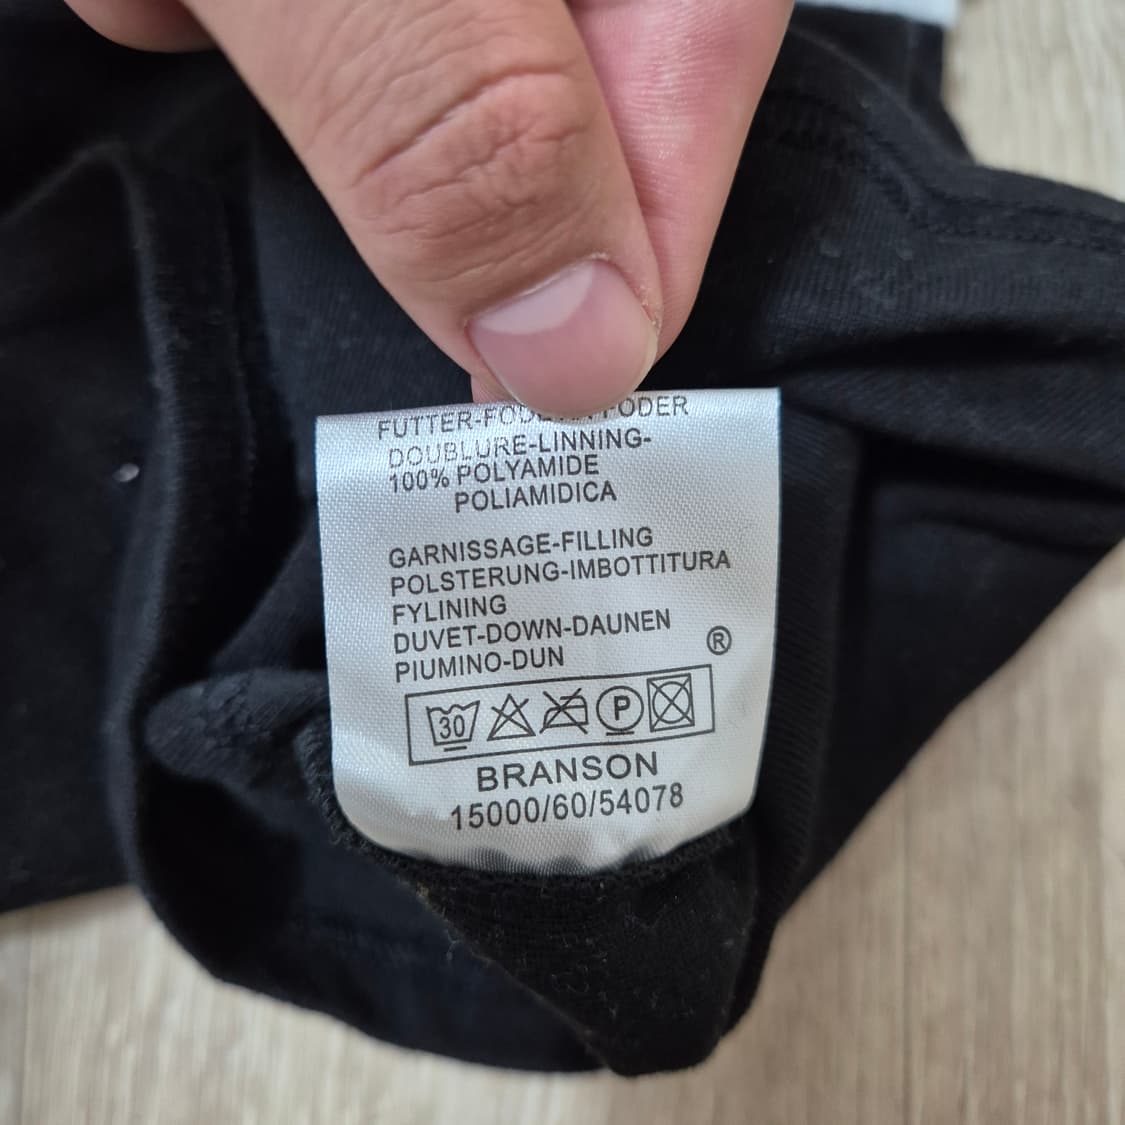 FUTTER-FODER
DOUBLURE-LINNING-
100% POLYAMIDE
POLIAMIDICA
GARNISSAGE-FILLING
POLSTERUNG-IMBOTTITURA
FYLINING
DUVET-DOWN-DAUNEN
PIUMINO-DUN
®
30 P
BRANSON
15000/60/54078